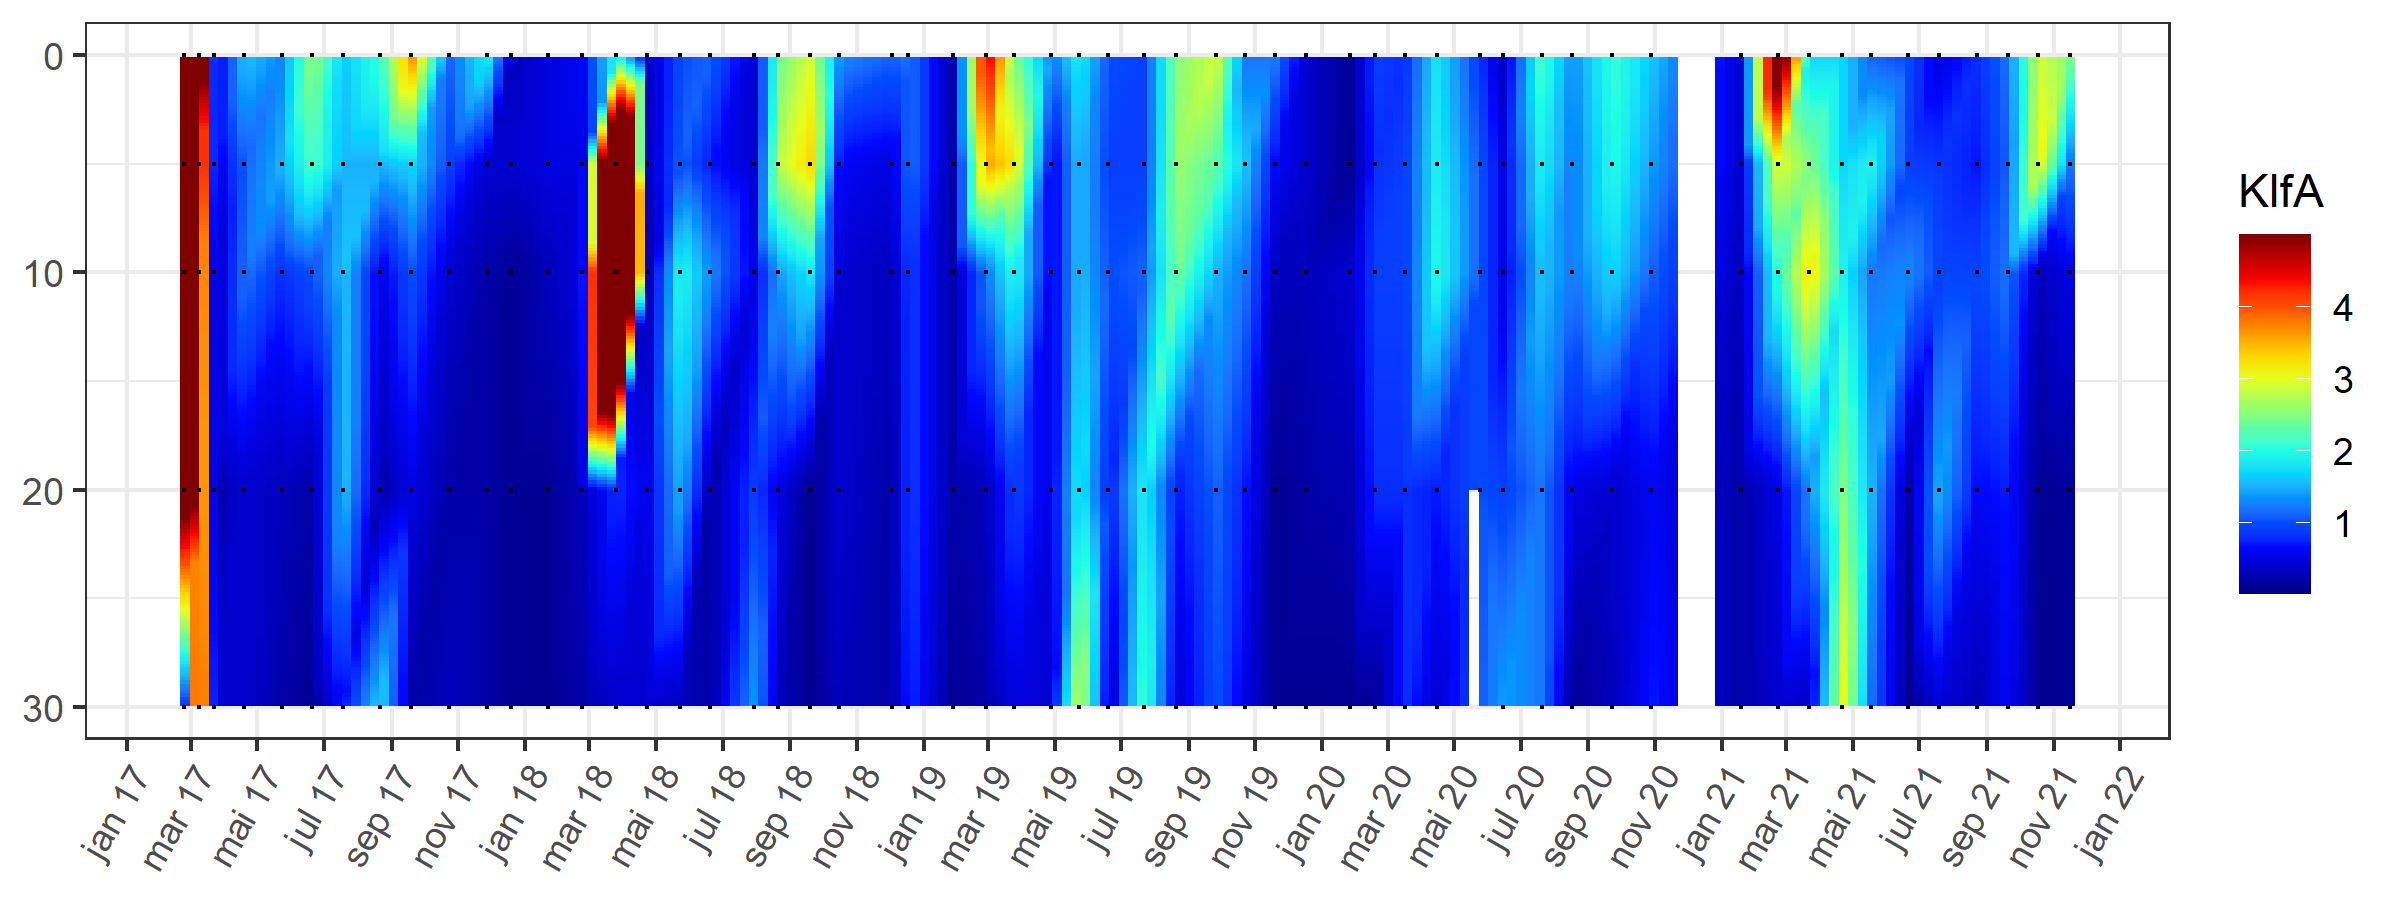 0
10
20
30
jan 17
mar 17
mai 17
jul 17
sep 17
nov 17
jan 18
mar 18
mai 18
jul 18
sep 18
nov 18
jan 19
mar 19
mai 19
jul 19
sep 19
nov 19
jan 20
mar 20
mai 20
jul 20
sep 20
nov 20
jan 21
mar 21
mai 21
jul 21
sep 21
nov 21
jan 22
KlfA
4
3
2
1